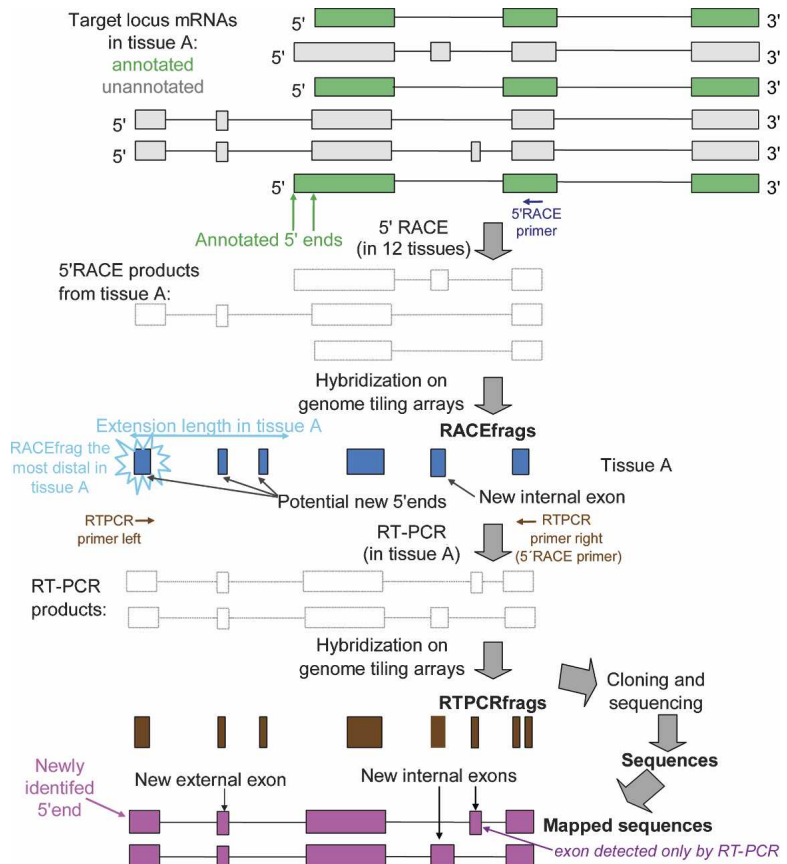 Target locus mRNAs
in tissue A:
annotated
unannotated
5'
3'
5'
3'
5'
3'
5'
3'
5'
3'
5'
3'
5'RACE
primer
Annotated 5' ends
5' RACE
(in 12 tissues)
5'RACE products
from tissue A:
Hybridization on
genome tiling arrays
RACEfrags
Extension length in tissue A
RACEfrag the
most distal in
tissue A
Tissue A
Potential new 5'ends
New internal exon
RTPCR
primer left
RT-PCR
(in tissue A)
RTPCR
primer right
(5´RACE primer)
RT-PCR
products:
Hybridization on
genome tiling arrays
RTPCRfrags
Cloning and
sequencing
Sequences
Newly
identifed
5'end
New external exon
New internal exons
Mapped sequences
exon detected only by RT-PCR